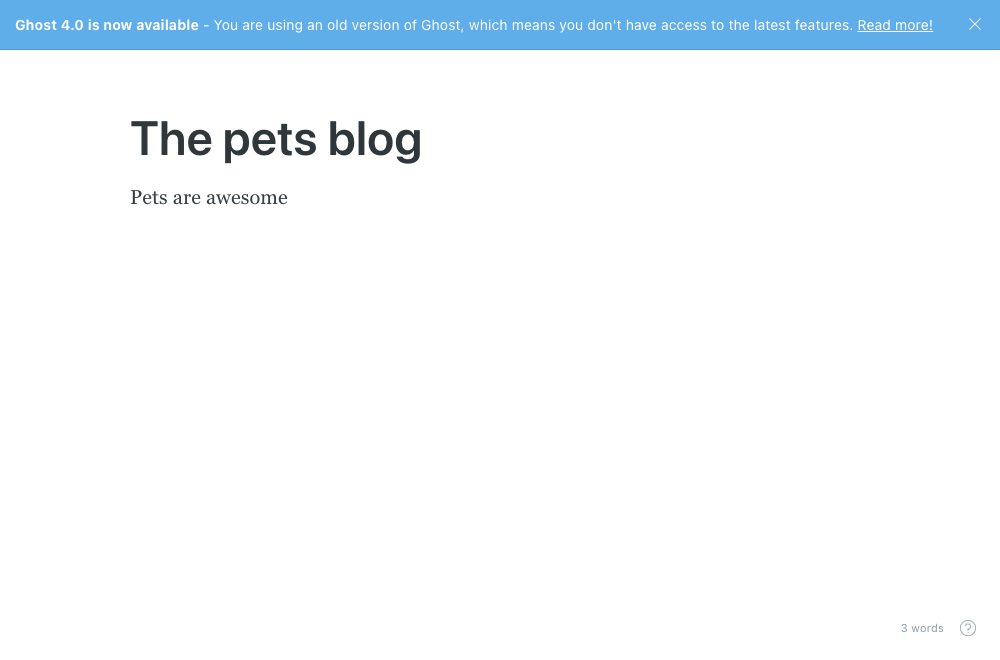 Ghost 4.0 is now available - You are using an old version of Ghost, which means you don't have access to the latest features. Read more!
The pets blog
Pets are awesome
3 words
?